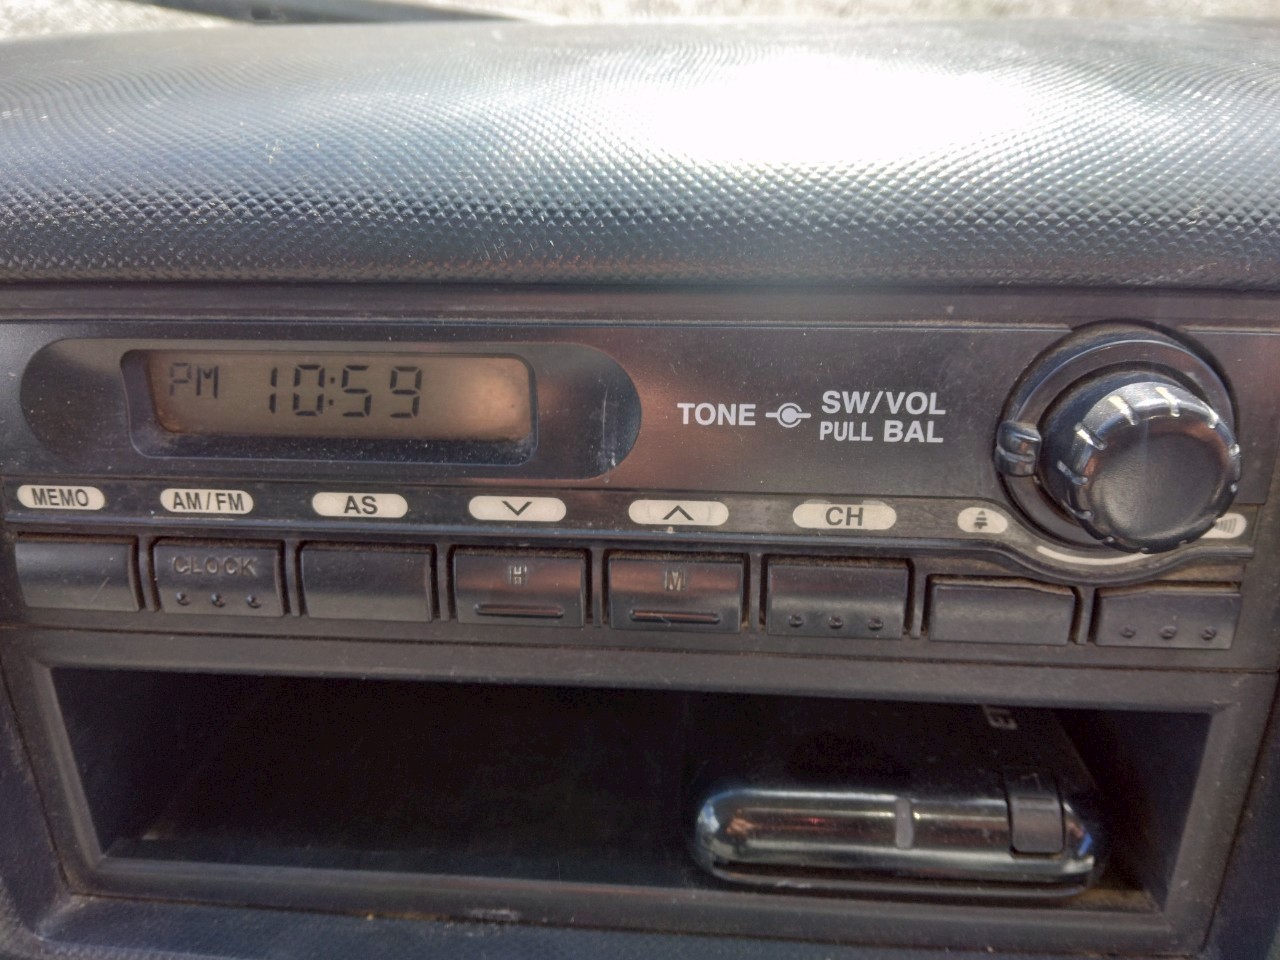 PM 10:59
TONE SW/VOL
PULL BAL
MEMO AM/FM AS CH
CLOCK H M